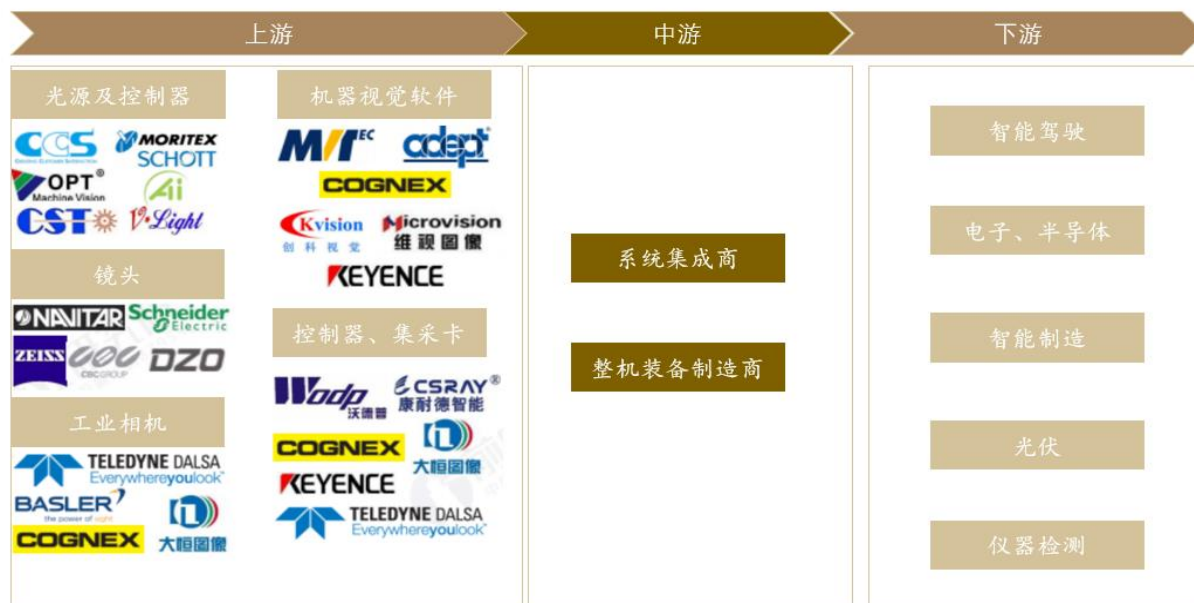 上游
中游
下游
光源及控制器
CCS
MORITEX
SCHOTT
OPT®
Machine Vision
Ai
CST
V·Light
镜头
NAVITAR
Schneider
Electric
ZEISS
CBC GROUP
DZO
工业相机
TELEDYNE DALSA
Everywhereyoulook™
BASLER
the power of sight
COGNEX
大恒图像
机器视觉软件
MVTEC
adept®
COGNEX
Kvision
创科视觉
Microvision
维视图像
KEYENCE
控制器、集采卡
Wodp
沃德普
CSRAY®
康耐德智能
COGNEX
大恒图像
KEYENCE
TELEDYNE DALSA
Everywhereyoulook™
系统集成商
整机装备制造商
智能驾驶
电子、半导体
智能制造
光伏
仪器检测